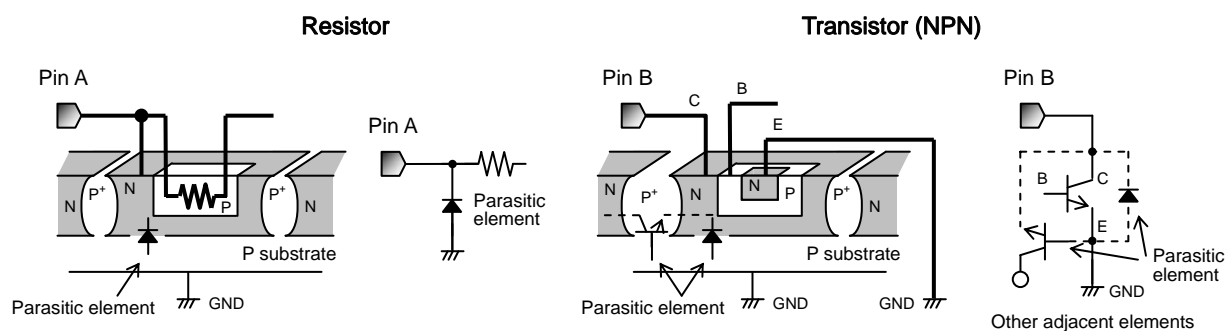 Resistor
Transistor (NPN)
Pin A
Pin A
N
P+
N
P
P+
N
Parasitic
element
P substrate
Parasitic element
GND
Pin B
C
B
E
N
P+
N
N
P
P+
N
P substrate
Parasitic element
GND
GND
Pin B
B
C
E
Parasitic
element
GND
Other adjacent elements